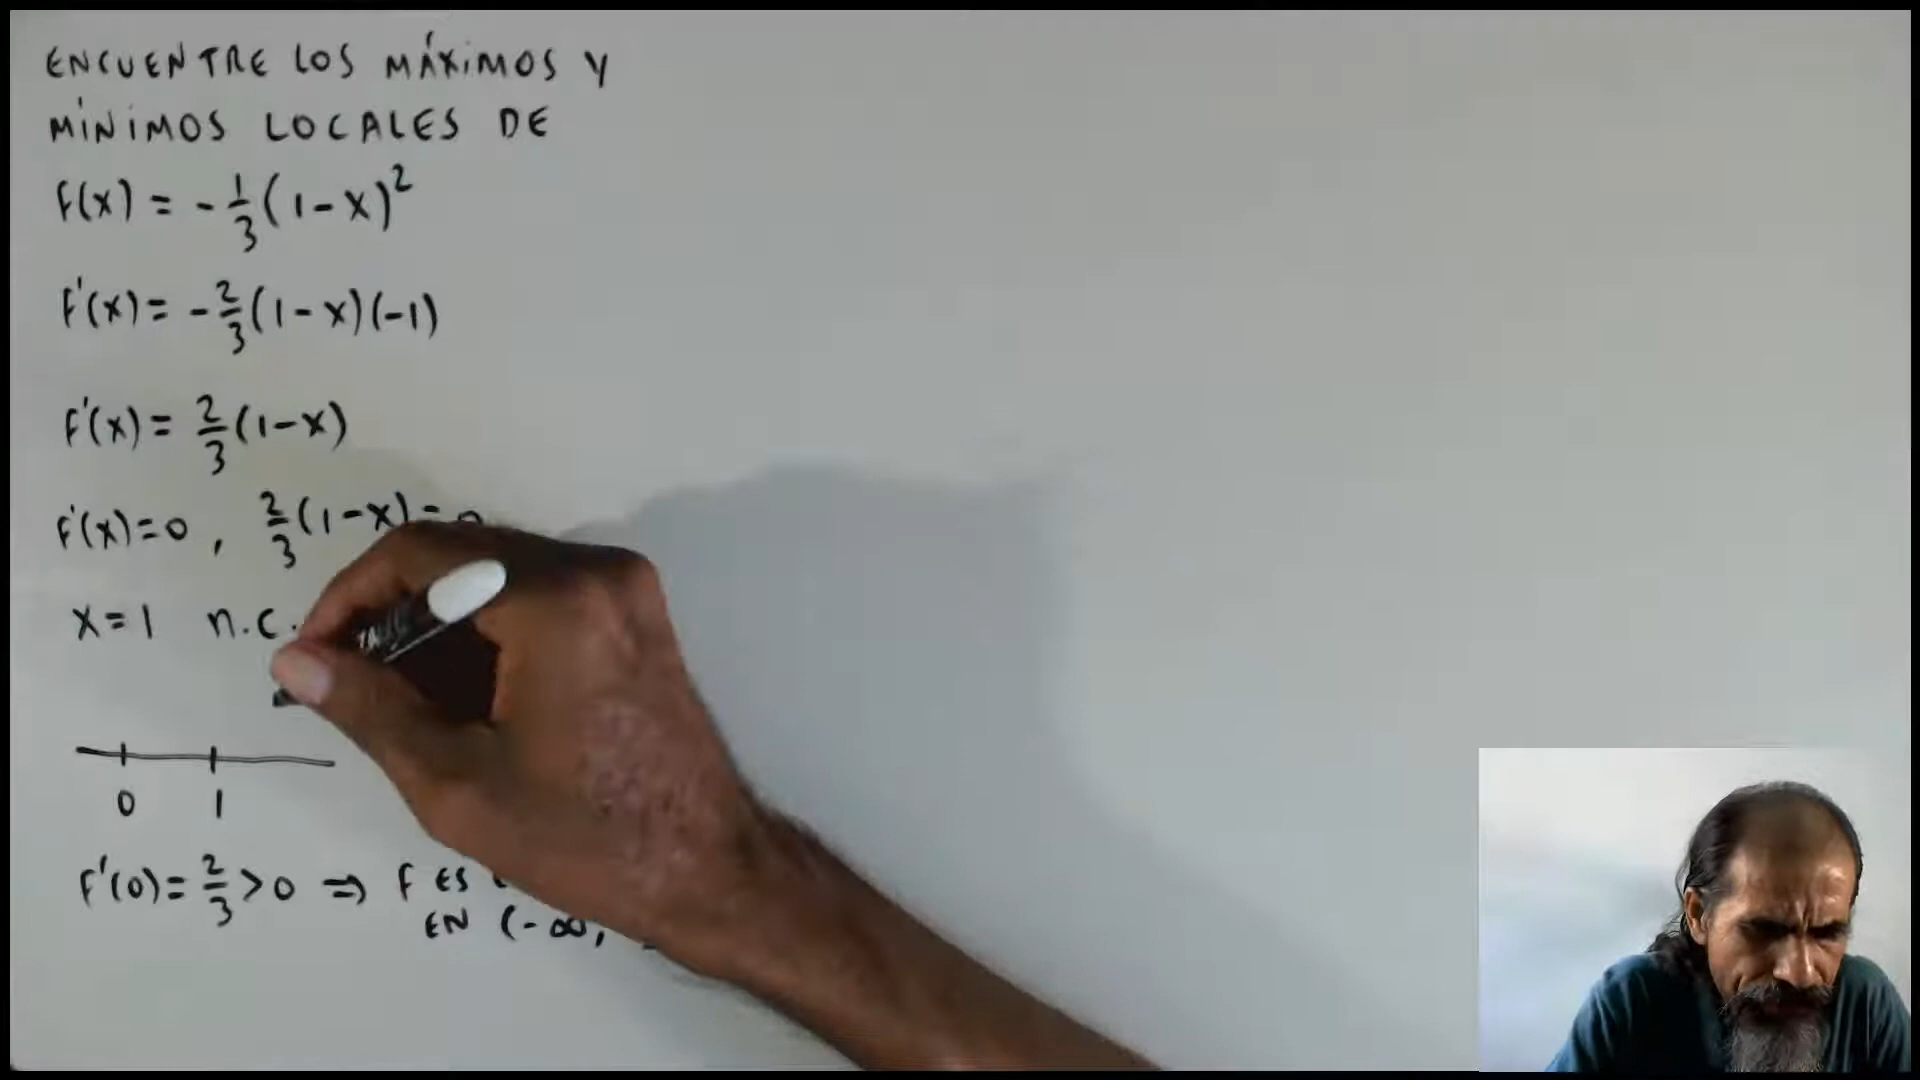 ENCUENTRE LOS MÁXIMOS Y
MÍNIMOS LOCALES DE
F(x) = -1/3(1-x)²
F'(x) = -2/3(1-x)(-1)
F'(x) = 2/3(1-x)
F'(x)=0, 2/3(1-x)=0
x=1 n.c.
0 1
F'(0)=2/3>0 ⇒ F ES
EN (-∞,